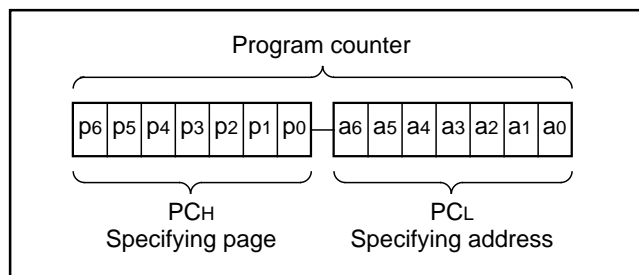 Program counter
p6 p5 p4 p3 p2 p1 p0 a6 a5 a4 a3 a2 a1 a0
PCH PCL
Specifying page Specifying address